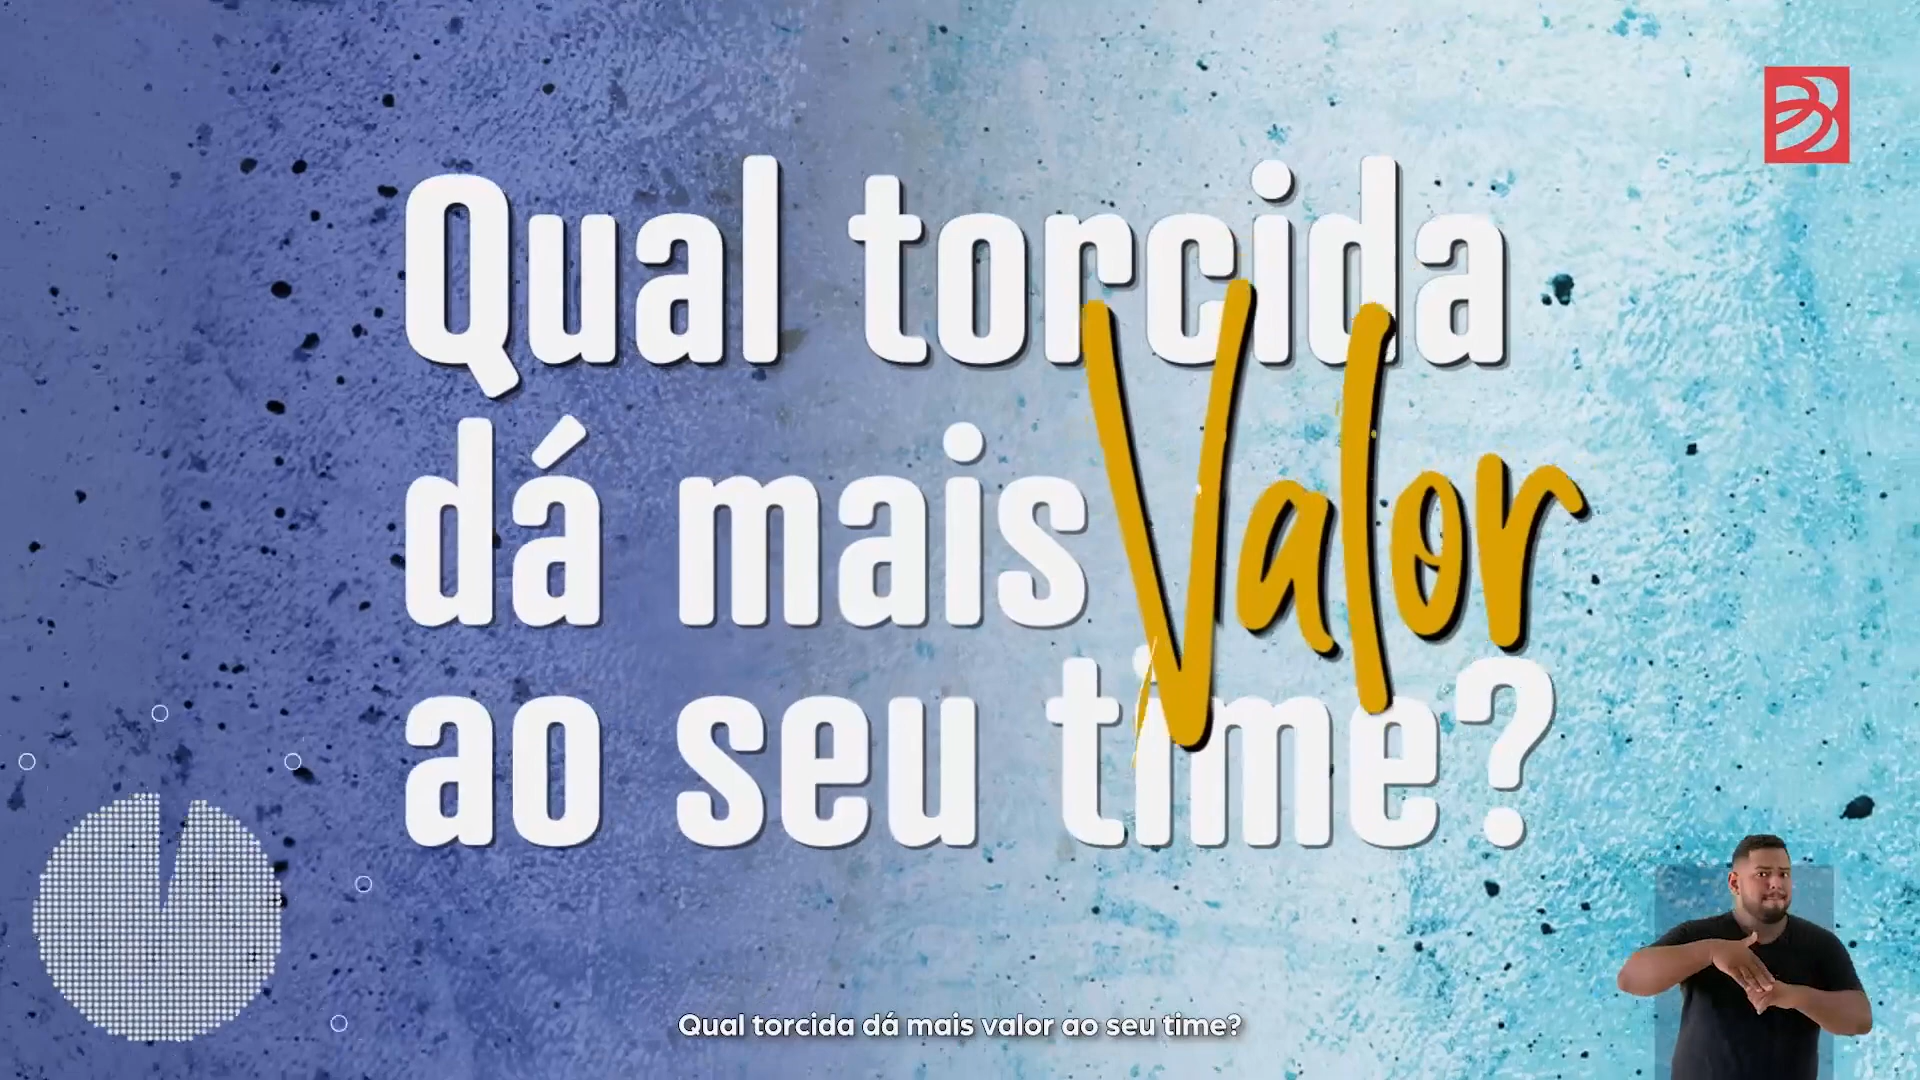 Qual torcida
dá mais Valor
ao seu time?
Qual torcida dá mais valor ao seu time?